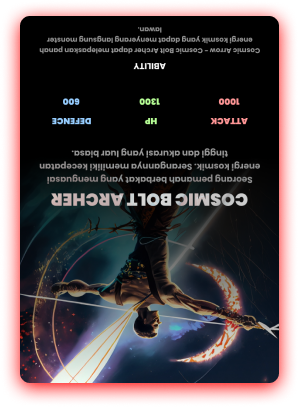 COSMIC BOLT ARCHER
Seorang pemanah berbakat yang menguasai
energi kosmik. Serangannya memiliki kecepatan
tinggi dan akurasi yang luar biasa.
ATTACK HP DEFENCE
1000 1300 600
ABILITY
Cosmic Arrow - Cosmic Bolt Archer dapat melepaskan panah
energi kosmik yang dapat menyerang langsung monster
lawan.